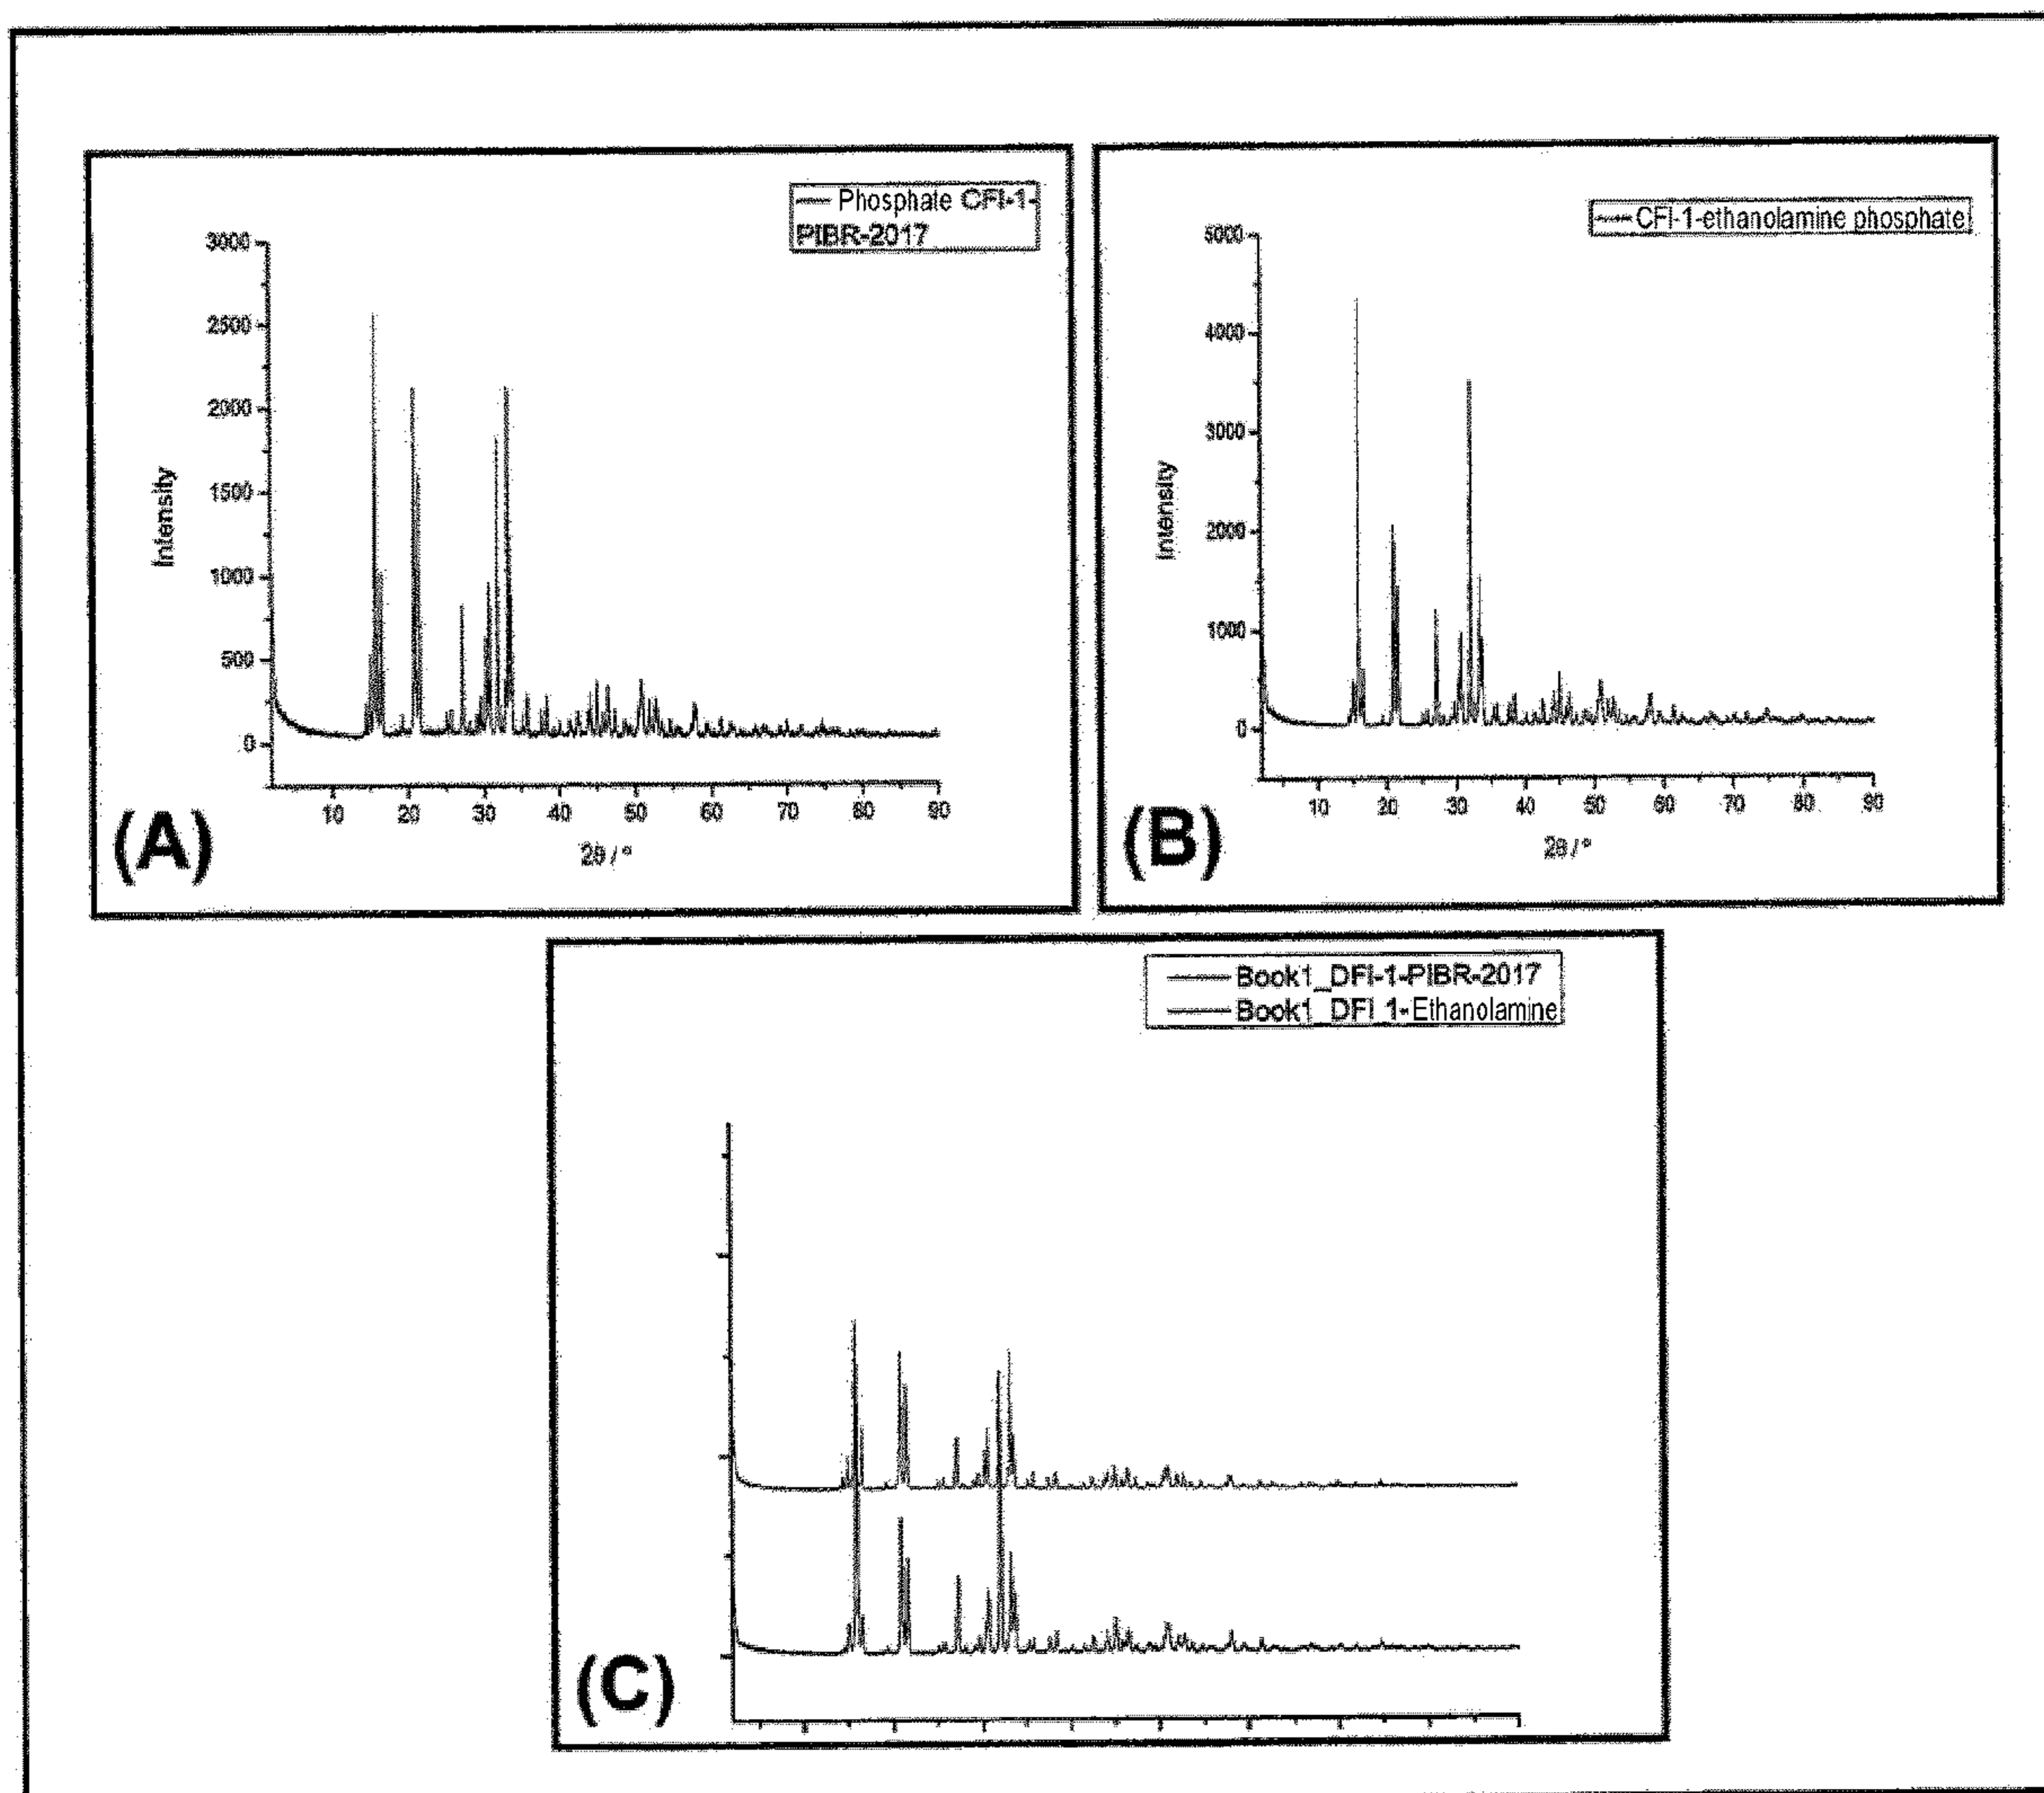 Phosphate CFI-1-
PIBR-2017
3000
2500
2000
1500
1000
500
0
Intensity
10 20 30 40 50 60 70 80 90
2θ / °
(A)
CFI-1-ethanolamine phosphate
5000
4000
3000
2000
1000
0
Intensity
10 20 30 40 50 60 70 80 90
2θ / °
(B)
Book1_DFI-1-PIBR-2017
Book1_DFI 1-Ethanolamine
(C)